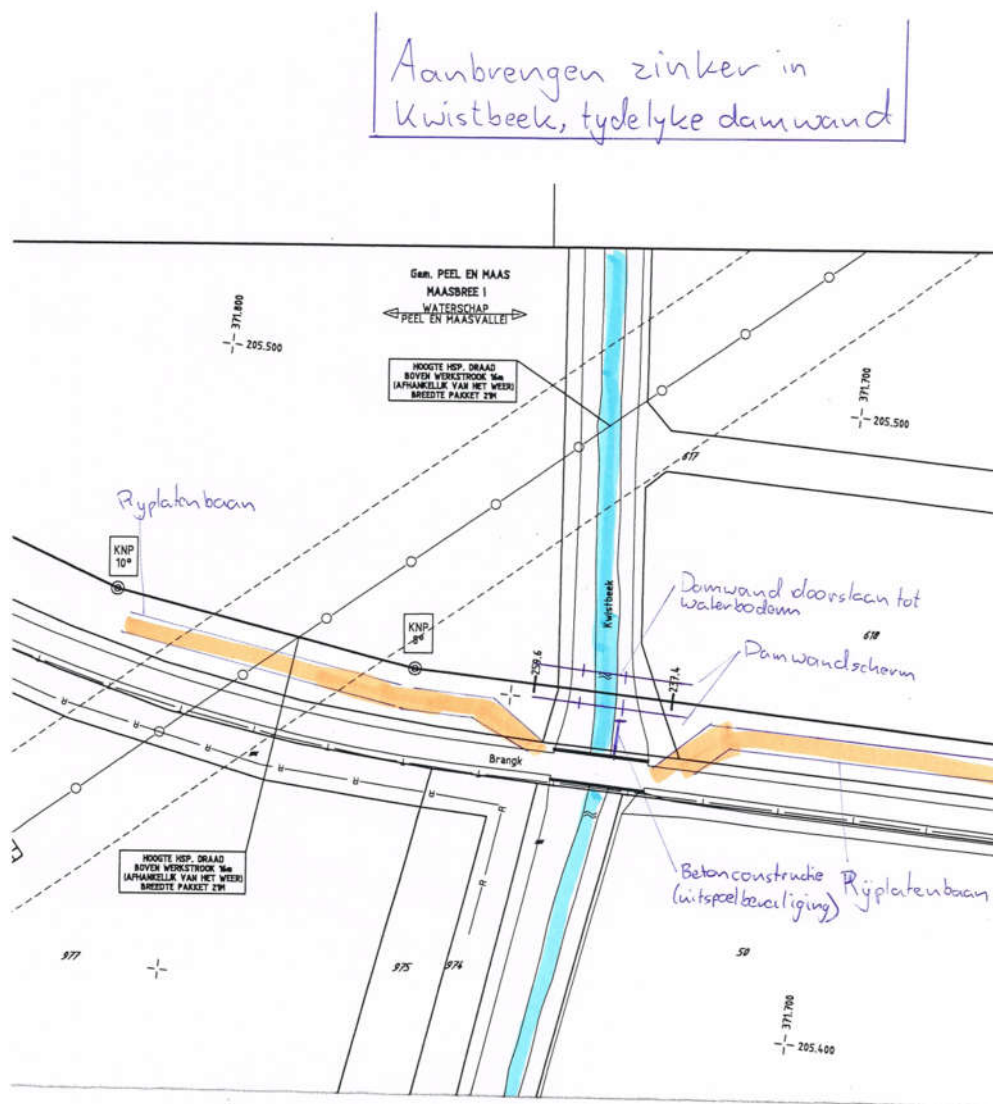 Aanbrengen zinker in
Kwistbeek, tydelyke damwand
Gem. PEEL EN MAAS
MAASBREE I
WATERSCHAP
PEEL EN MAASVALLEI
371.800
205.500
HOOGTE HSP. DRAAD
BOVEN WERKSTROOK 16m
(AFHANKELIJK VAN HET WEER)
BREEDTE PAKKET 21M
371.700
205.500
617
Ryplatenbaan
KNP
10°
KNP
8°
Kwistbeek
Damwand doorslaan tot
waterbodem
618
Damwandscherm
259.6
237.4
Brangk
R
R
R
R
R
R
R
HOOGTE HSP. DRAAD
BOVEN WERKSTROOK 16m
(AFHANKELIJK VAN HET WEER)
BREEDTE PAKKET 21M
Betonconstructie
(uitspoelbeveiliging)
Rijplatenbaan
977
975
974
50
371.700
205.400